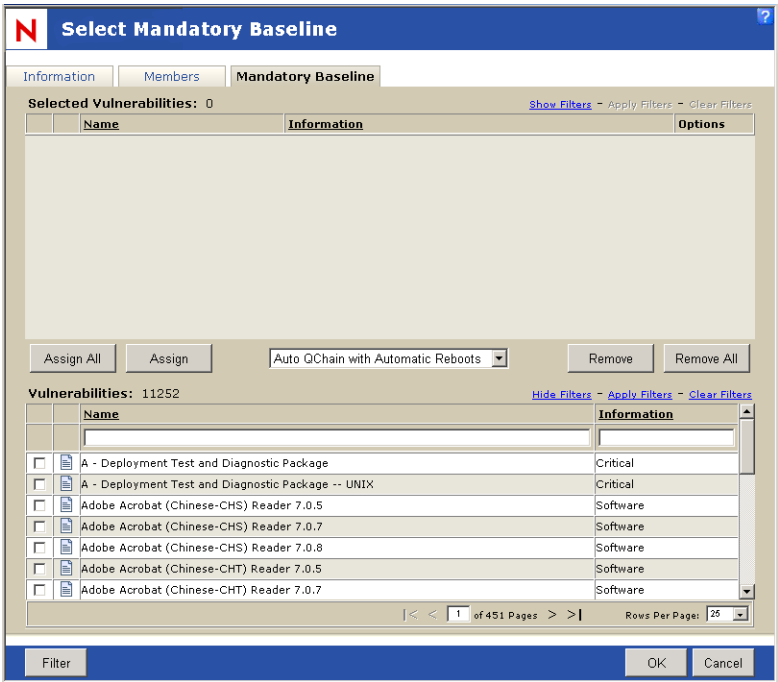 N Select Mandatory Baseline ?
Information Members Mandatory Baseline
Selected Vulnerabilities: 0 Show Filters - Apply Filters - Clear Filters
Name Information Options
Assign All Assign Auto QChain with Automatic Reboots Remove Remove All
Vulnerabilities: 11252 Hide Filters - Apply Filters - Clear Filters
Name Information
A - Deployment Test and Diagnostic Package Critical
A - Deployment Test and Diagnostic Package -- UNIX Critical
Adobe Acrobat (Chinese-CHS) Reader 7.0.5 Software
Adobe Acrobat (Chinese-CHS) Reader 7.0.7 Software
Adobe Acrobat (Chinese-CHS) Reader 7.0.8 Software
Adobe Acrobat (Chinese-CHT) Reader 7.0.5 Software
Adobe Acrobat (Chinese-CHT) Reader 7.0.7 Software
|< < 1 of 451 Pages > >| Rows Per Page: 25
Filter OK Cancel